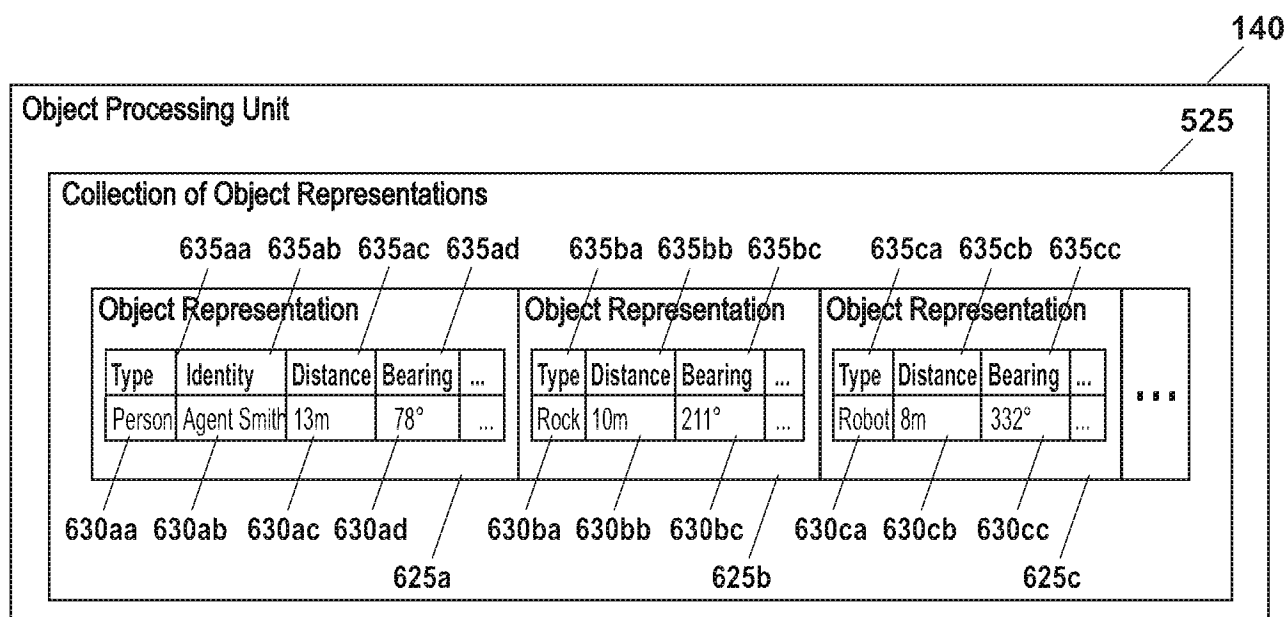 140
Object Processing Unit
525
Collection of Object Representations
635aa 635ab 635ac 635ad 635ba 635bb 635bc 635ca 635cb 635cc
Object Representation Object Representation Object Representation
Type Identity Distance Bearing ... Type Distance Bearing ... Type Distance Bearing ...
Person Agent Smith 13m 78° ... Rock 10m 211° ... Robot 8m 332° ...
...
630aa 630ab 630ac 630ad 630ba 630bb 630bc 630ca 630cb 630cc
625a 625b 625c